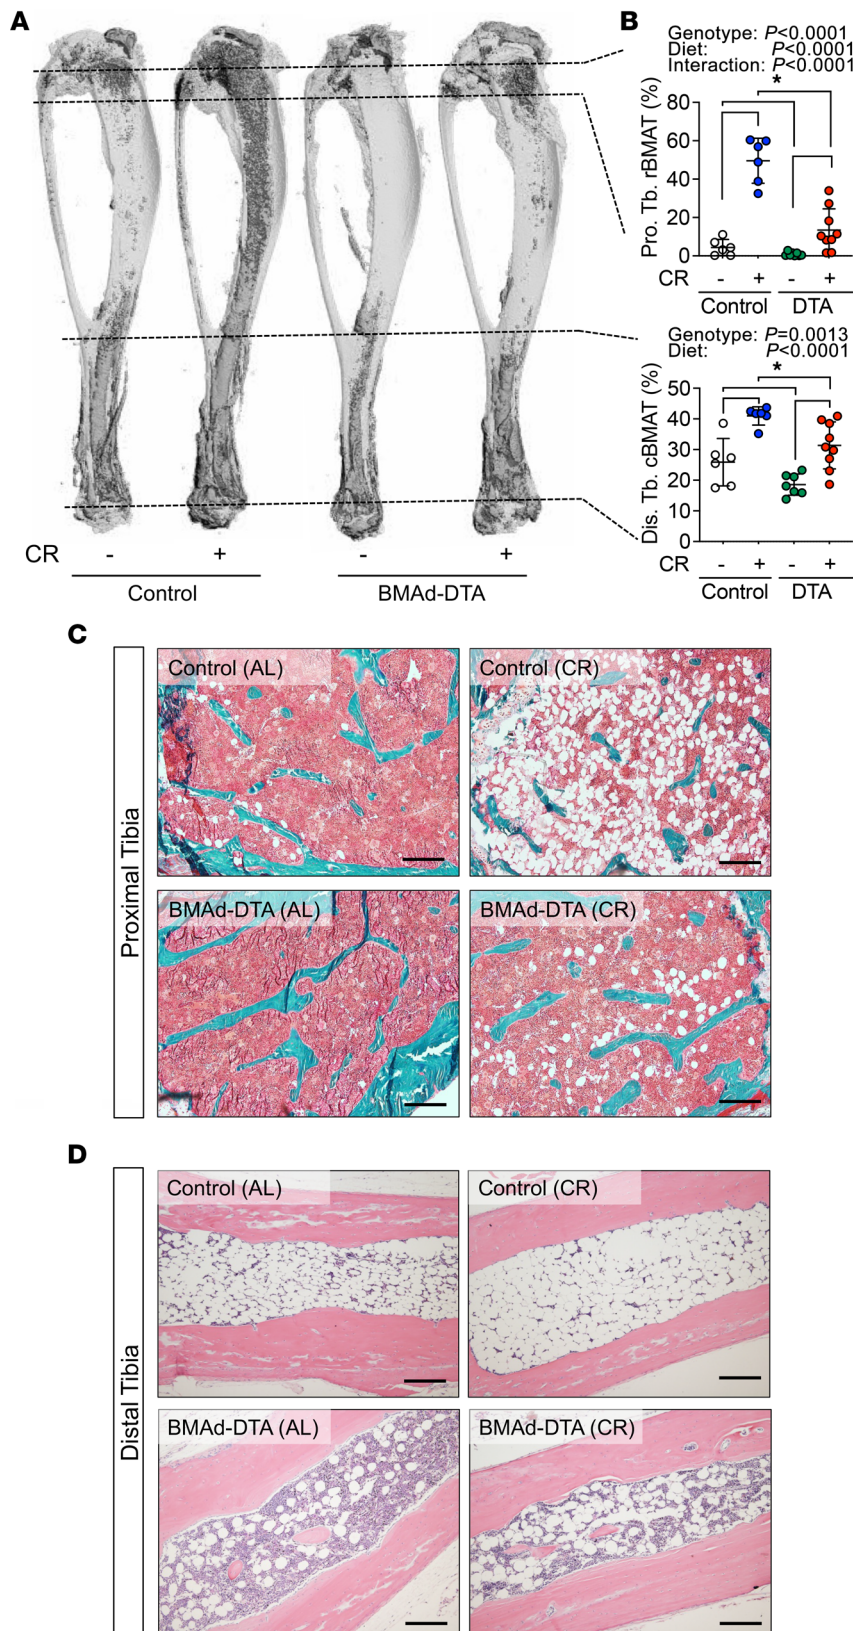 A
B
Genotype: P<0.0001
Diet: P<0.0001
Interaction: P<0.0001
*
Pro. Tb. rBMAT (%)
80
60
40
20
0
CR - + - +
Control DTA
Genotype: P=0.0013
Diet: P<0.0001
*
Dis. Tb. cBMAT (%)
50
40
30
20
10
0
CR - + - +
Control DTA
CR - + - +
Control BMAd-DTA
C
Proximal Tibia
Control (AL)
Control (CR)
BMAd-DTA (AL)
BMAd-DTA (CR)
D
Distal Tibia
Control (AL)
Control (CR)
BMAd-DTA (AL)
BMAd-DTA (CR)